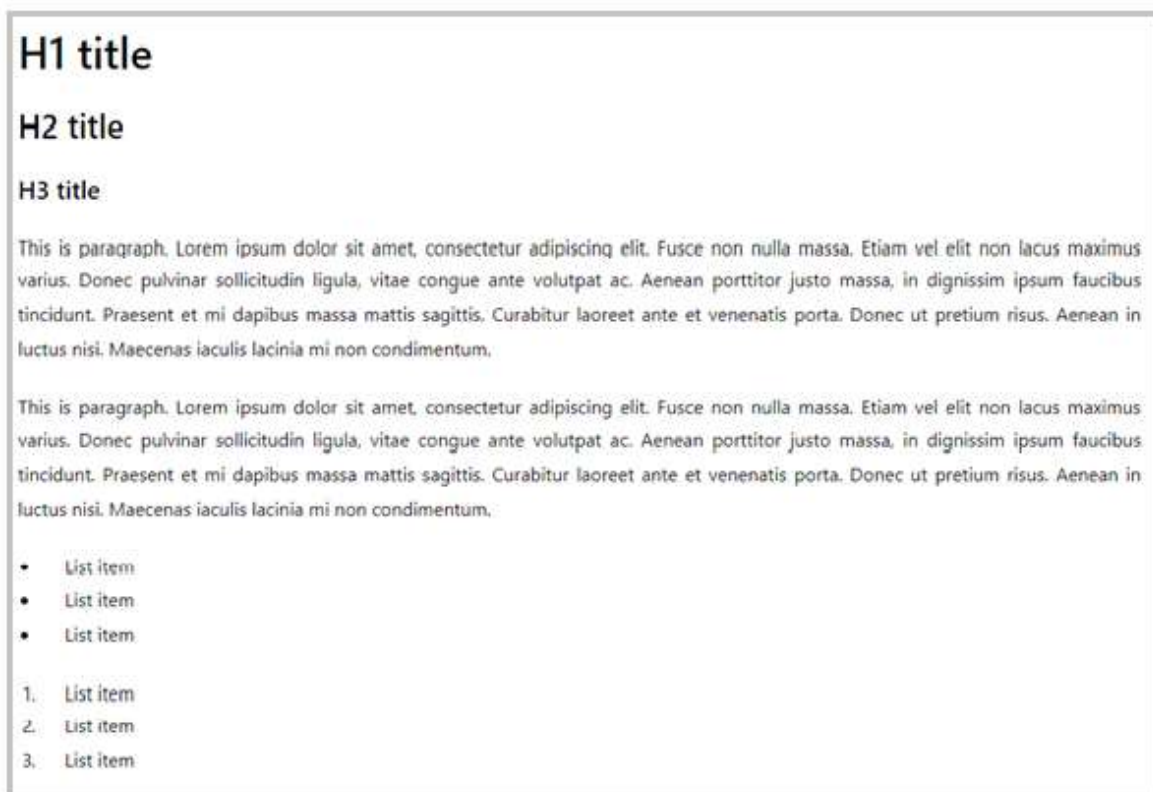 H1 title
H2 title
H3 title
This is paragraph. Lorem ipsum dolor sit amet, consectetur adipiscing elit. Fusce non nulla massa. Etiam vel elit non lacus maximus
varius. Donec pulvinar sollicitudin ligula, vitae congue ante volutpat ac. Aenean porttitor justo massa, in dignissim ipsum faucibus
tincidunt. Praesent et mi dapibus massa mattis sagittis. Curabitur laoreet ante et venenatis porta. Donec ut pretium risus. Aenean in
luctus nisi. Maecenas iaculis lacinia mi non condimentum.
This is paragraph. Lorem ipsum dolor sit amet, consectetur adipiscing elit. Fusce non nulla massa. Etiam vel elit non lacus maximus
varius. Donec pulvinar sollicitudin ligula, vitae congue ante volutpat ac. Aenean porttitor justo massa, in dignissim ipsum faucibus
tincidunt. Praesent et mi dapibus massa mattis sagittis. Curabitur laoreet ante et venenatis porta. Donec ut pretium risus. Aenean in
luctus nisi. Maecenas iaculis lacinia mi non condimentum.
• List item
• List item
• List item
1. List item
2. List item
3. List item